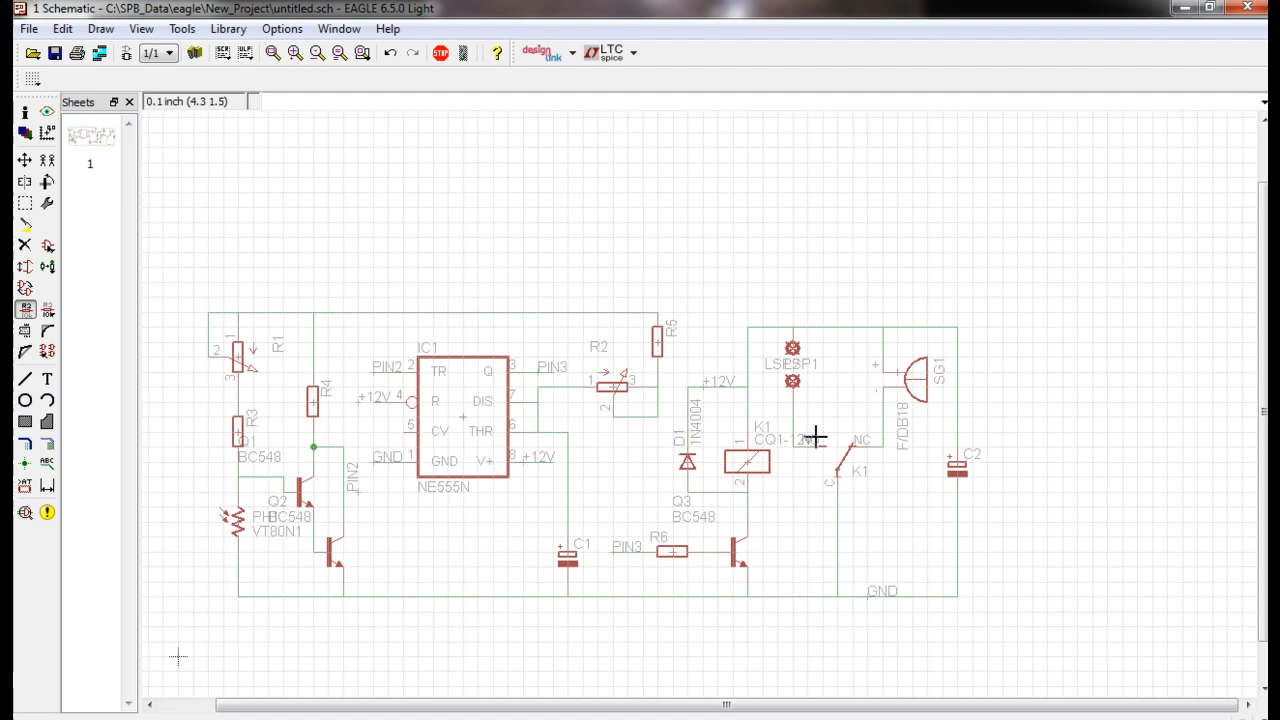 1 Schematic - C:\SPB_Data\eagle\New_Project\untitled.sch - EAGLE 6.5.0 Light
File Edit Draw View Tools Library Options Window Help
1/1 SCR ULP STOP ? design link LTC spice
Sheets
0.1 inch (4.3 1.5)
1
R1
1
2
3
R3
Q1
BC548
R4
PIN2
Q2
BC548
VT80N1
IC1
PIN2 2 TR Q 3 PIN3
+12V 4 R DIS 7
5 CV THR 6
GND 1 GND V+ 8 +12V
NE555N
R2
1 3
2
R5
C1
+
PIN3
R6
Q3
BC548
D1
1N4004
+12V
K1
1
2
NC
C
K1
+
-
SG1
F/DB18
C2
+
GND